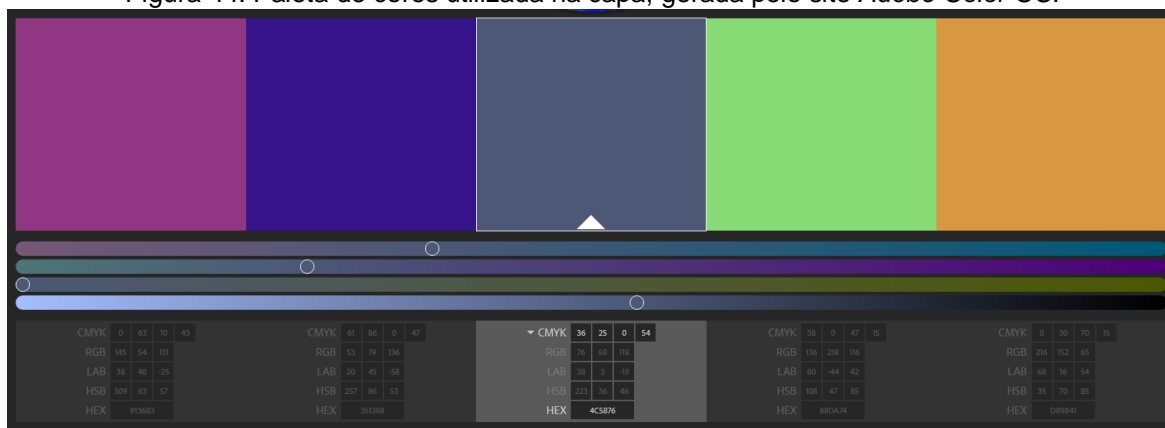 Figura 44: Paleta de cores utilizada na capa, gerada pelo site Adobe Color CC.
CMYK 0 63 10 43 CMYK 61 86 0 47 CMYK 36 25 0 54 CMYK 38 0 47 15 CMYK 0 30 70 15
RGB 145 54 131 RGB 53 19 136 RGB 76 88 118 RGB 136 218 116 RGB 216 152 65
LAB 38 48 -25 LAB 20 45 -58 LAB 38 3 -19 LAB 80 -44 42 LAB 68 16 54
HSB 309 63 57 HSB 257 86 53 HSB 223 36 46 HSB 108 47 85 HSB 35 70 85
HEX 913683 HEX 351388 HEX 4C5876 HEX 88DA74 HEX D89841